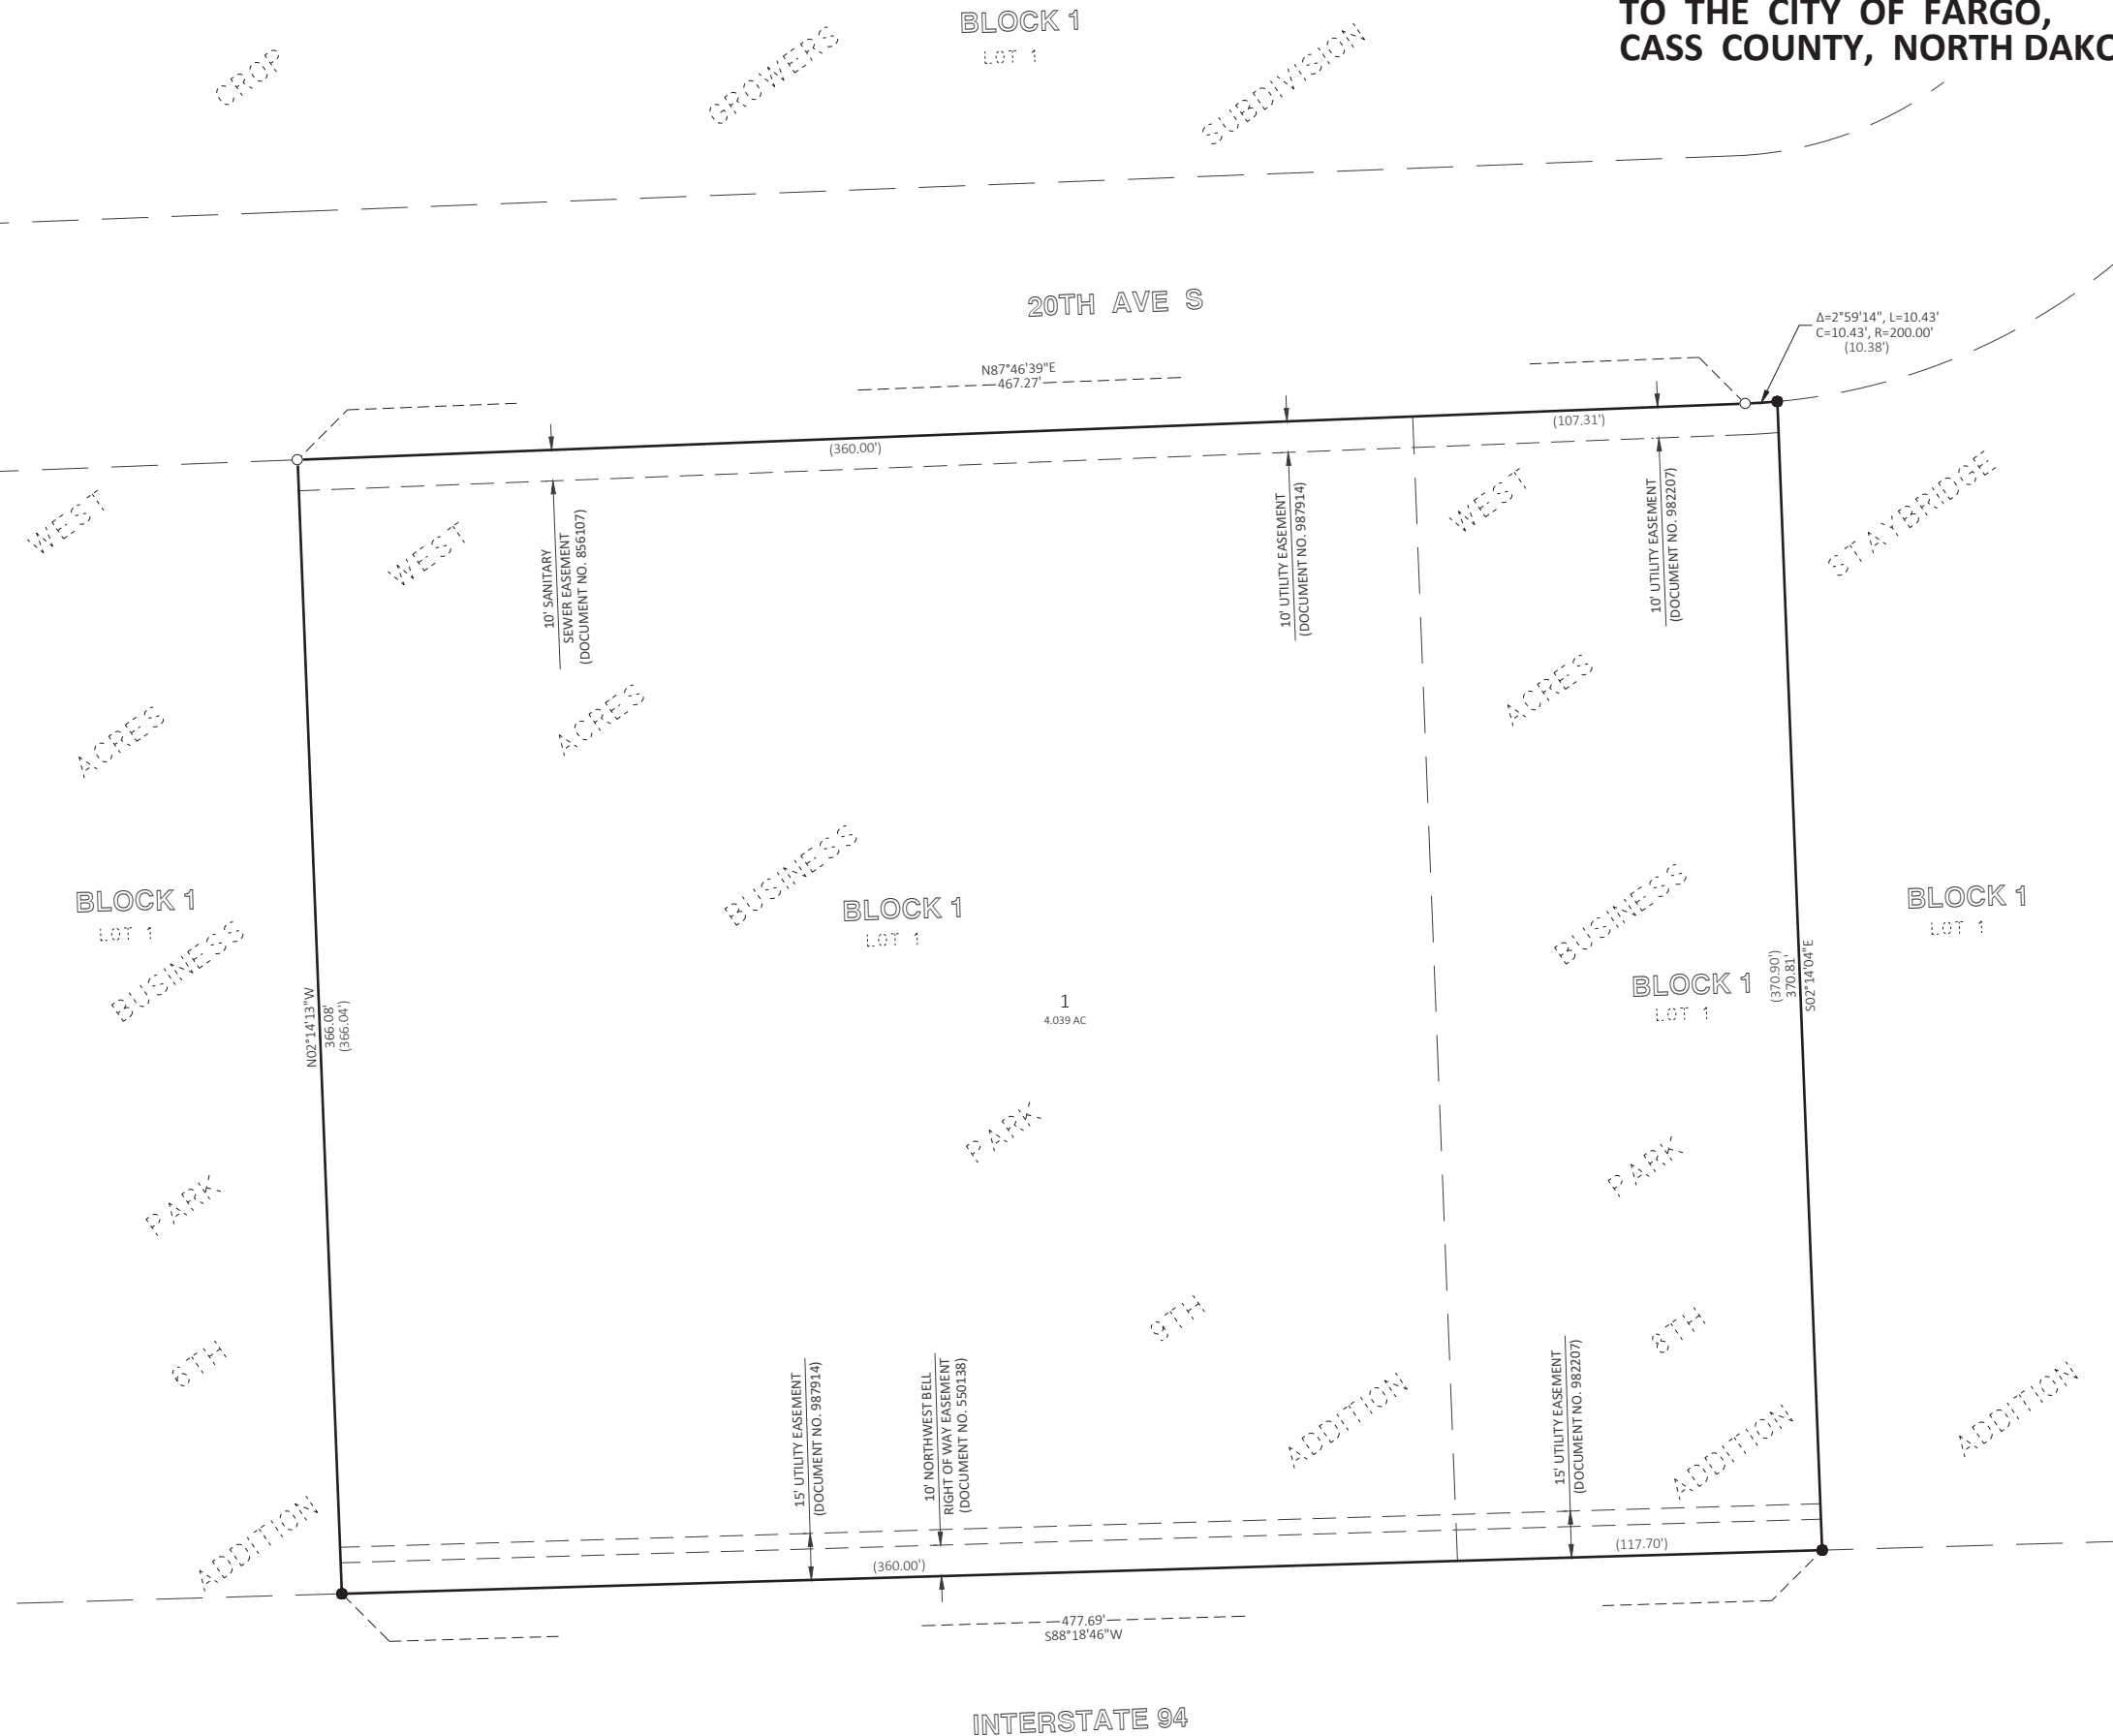 TO THE CITY OF FARGO,
CASS COUNTY, NORTH DAKO
BLOCK 1
LOT 1
CROP
GROWERS
SUBDIVISION
20TH AVE S
Δ=2°59'14", L=10.43'
C=10.43', R=200.00'
(10.38')
N87°46'39"E
467.27'
(360.00')
(107.31')
10' SANITARY
SEWER EASEMENT
(DOCUMENT NO. 856107)
10' UTILITY EASEMENT
(DOCUMENT NO. 987914)
10' UTILITY EASEMENT
(DOCUMENT NO. 982207)
WEST
ACRES
BLOCK 1
LOT 1
BUSINESS
PARK
6TH
ADDITION
N02°14'13"W
366.08'
(366.04')
WEST
ACRES
BUSINESS
BLOCK 1
LOT 1
1
4.039 AC
PARK
9TH
ADDITION
WEST
ACRES
BUSINESS
BLOCK 1
LOT 1
PARK
8TH
ADDITION
(370.90')
370.81'
S02°14'04"E
STAYBRIDGE
BLOCK 1
LOT 1
ADDITION
15' UTILITY EASEMENT
(DOCUMENT NO. 987914)
10' NORTHWEST BELL
RIGHT OF WAY EASEMENT
(DOCUMENT NO. 550138)
15' UTILITY EASEMENT
(DOCUMENT NO. 982207)
(360.00')
(117.70')
477.69'
S88°18'46"W
INTERSTATE 94